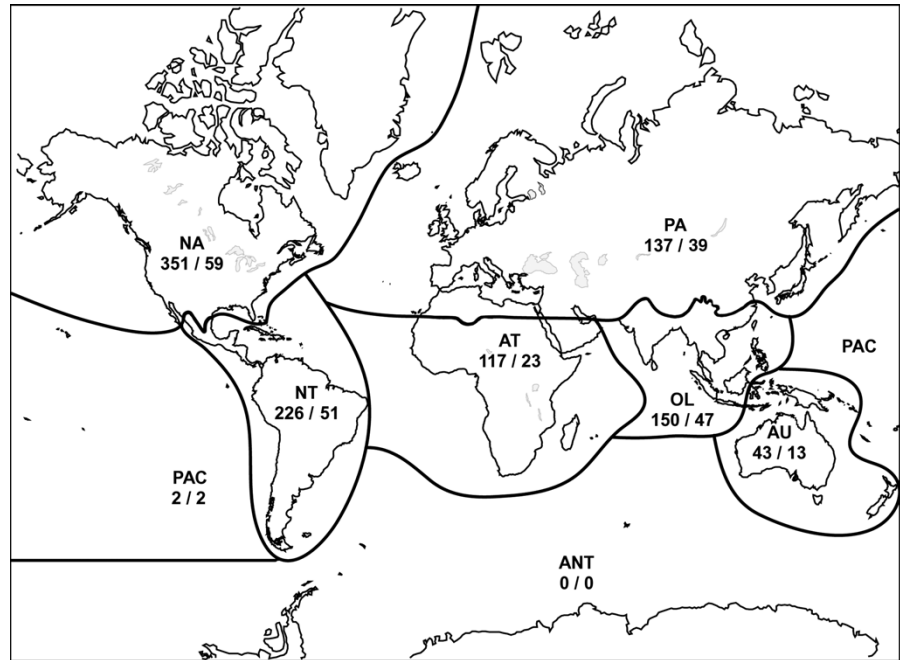 NA
351 / 59
PA
137 / 39
AT
117 / 23
PAC
NT
226 / 51
OL
150 / 47
AU
43 / 13
PAC
2 / 2
ANT
0 / 0